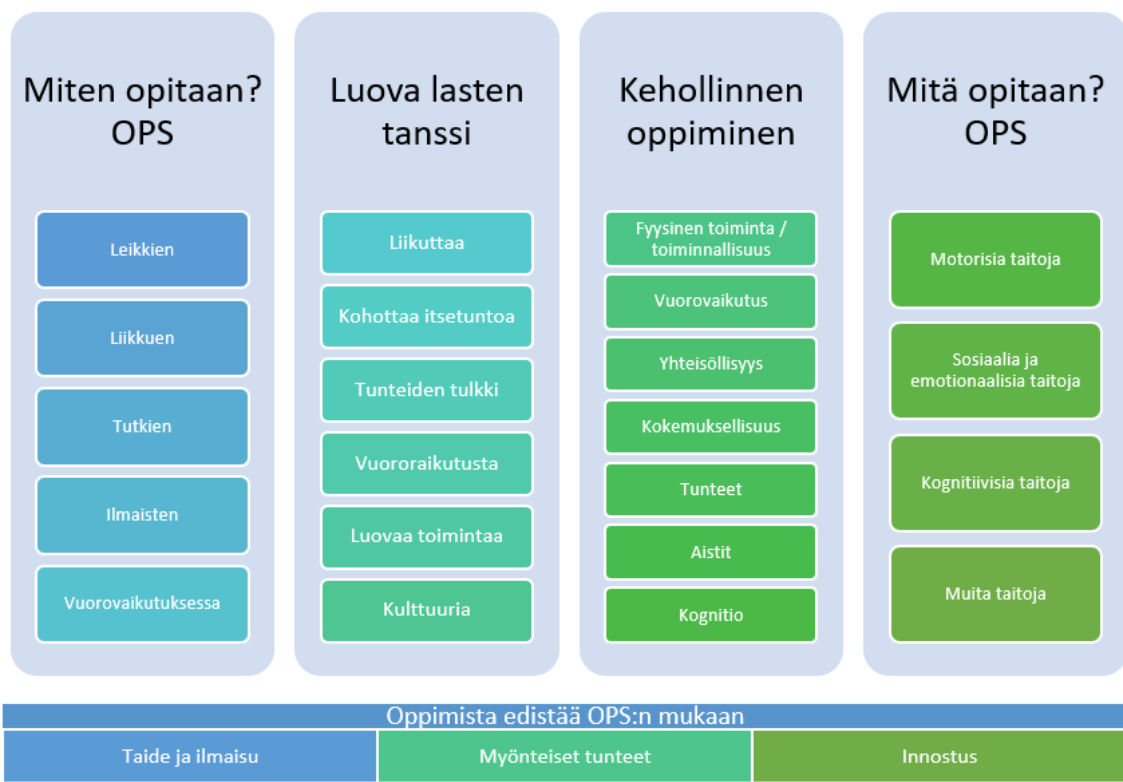 Miten opitaan?
OPS
Leikkien
Liikkuen
Tutkien
Ilmaisten
Vuorovaikutuksessa
Luova lasten
tanssi
Liikuttaa
Kohottaa itsetuntoa
Tunteiden tulkki
Vuororaikutusta
Luovaa toimintaa
Kulttuuria
Kehollinnen
oppiminen
Fyysinen toiminta /
toiminnallisuus
Vuorovaikutus
Yhteisöllisyys
Kokemuksellisuus
Tunteet
Aistit
Kognitio
Mitä opitaan?
OPS
Motorisia taitoja
Sosiaalia ja
emotionaalisia taitoja
Kognitiivisia taitoja
Muita taitoja
Oppimista edistää OPS:n mukaan
Taide ja ilmaisu
Myönteiset tunteet
Innostus